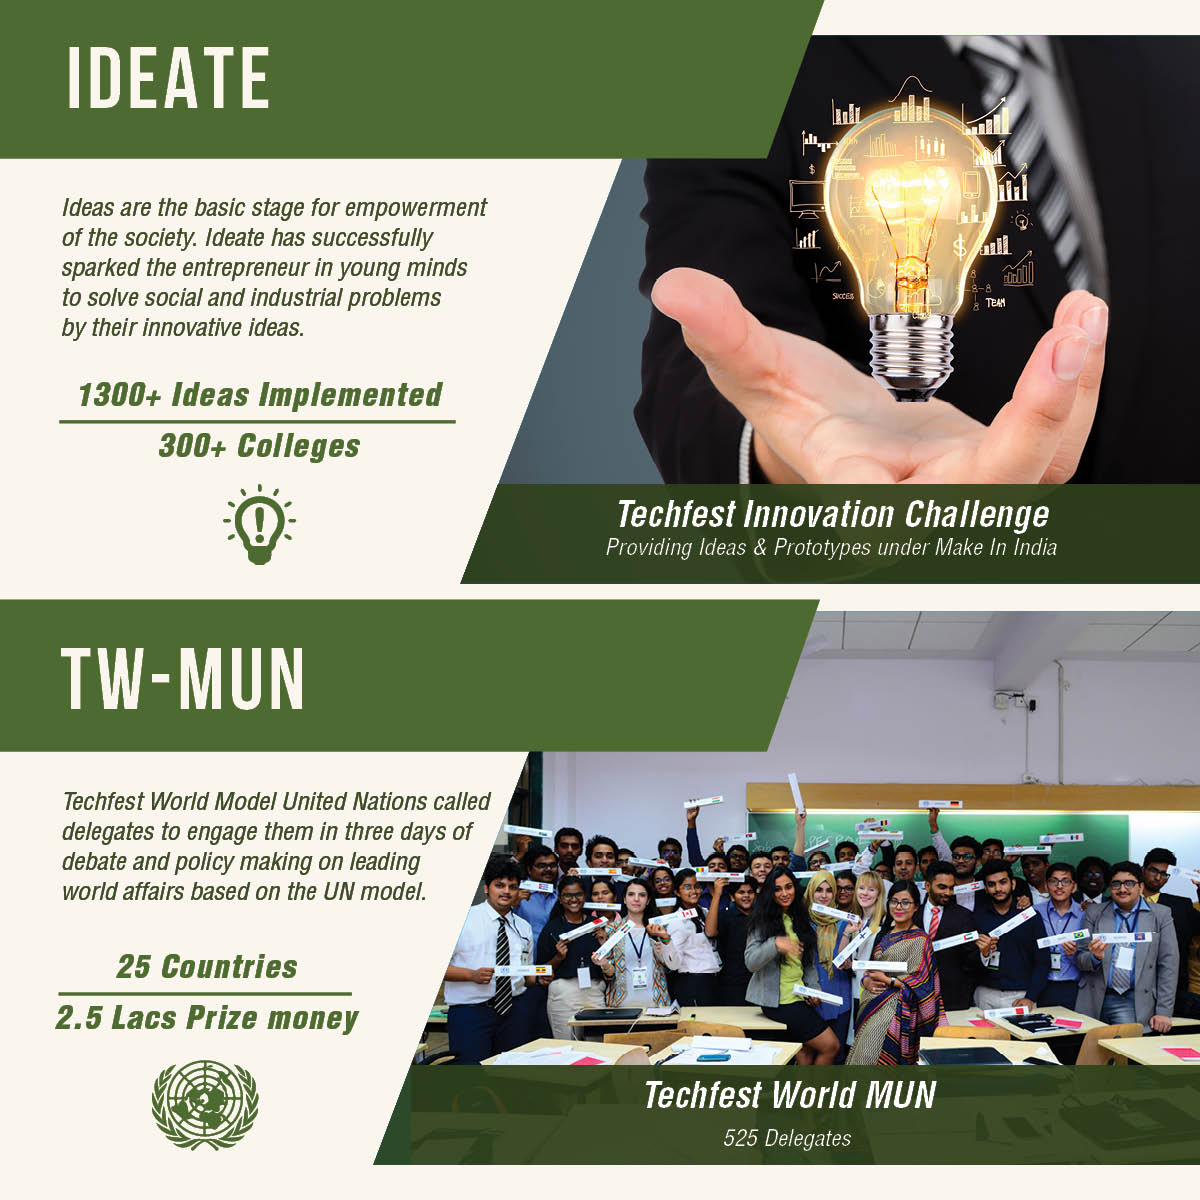 IDEATE
Ideas are the basic stage for empowerment
of the society. Ideate has successfully
sparked the entrepreneur in young minds
to solve social and industrial problems
by their innovative ideas.
1300+ Ideas Implemented
300+ Colleges
$
$
SUCCESS
TEAM
Cloud
Techfest Innovation Challenge
Providing Ideas & Prototypes under Make In India
TW-MUN
Techfest World Model United Nations called
delegates to engage them in three days of
debate and policy making on leading
world affairs based on the UN model.
25 Countries
2.5 Lacs Prize money
Techfest World MUN
525 Delegates